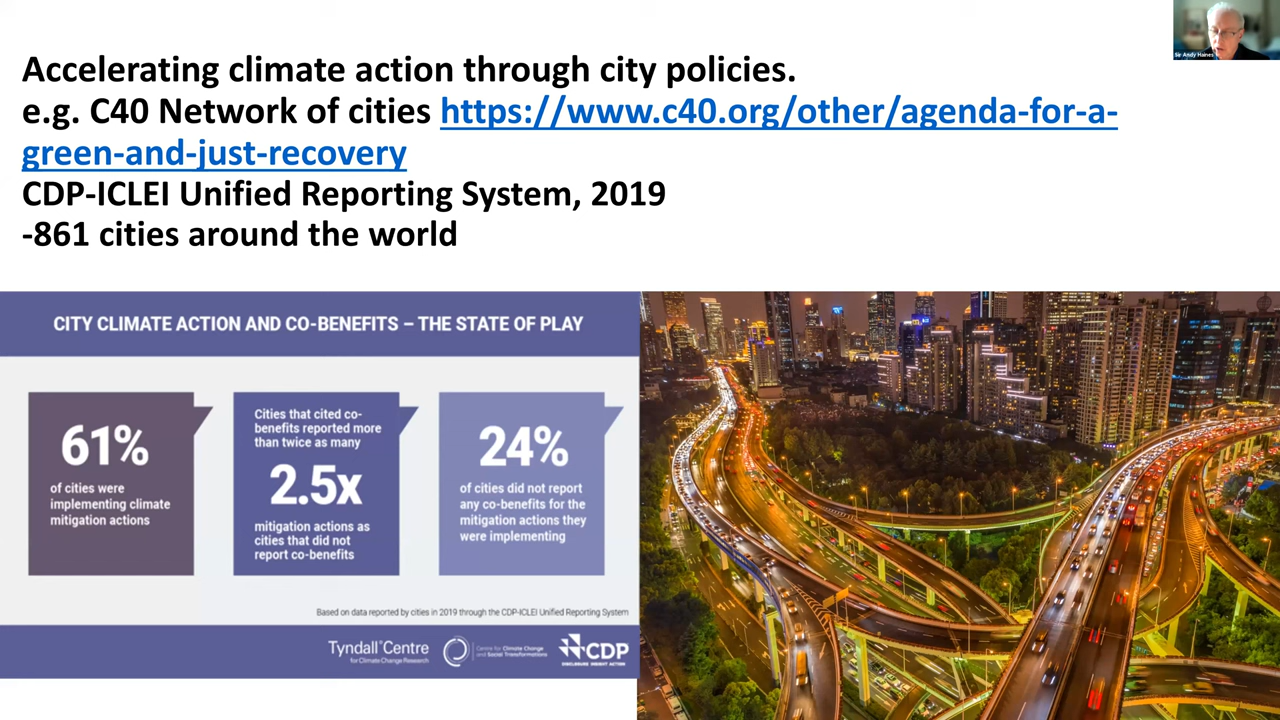 Sir Andy Haines
Accelerating climate action through city policies.
e.g. C40 Network of cities https://www.c40.org/other/agenda-for-a-
green-and-just-recovery
CDP-ICLEI Unified Reporting System, 2019
-861 cities around the world
CITY CLIMATE ACTION AND CO-BENEFITS – THE STATE OF PLAY
61%
of cities were
implementing climate
mitigation actions
Cities that cited co-
benefits reported more
than twice as many
2.5x
mitigation actions as
cities that did not
report co-benefits
24%
of cities did not report
any co-benefits for the
mitigation actions they
were implementing
Based on data reported by cities in 2019 through the CDP-ICLEI Unified Reporting System
Tyndall°Centre
for Climate Change Research
Centre for Climate Change
and Social Transformations
CDP
DISCLOSURE INSIGHT ACTION